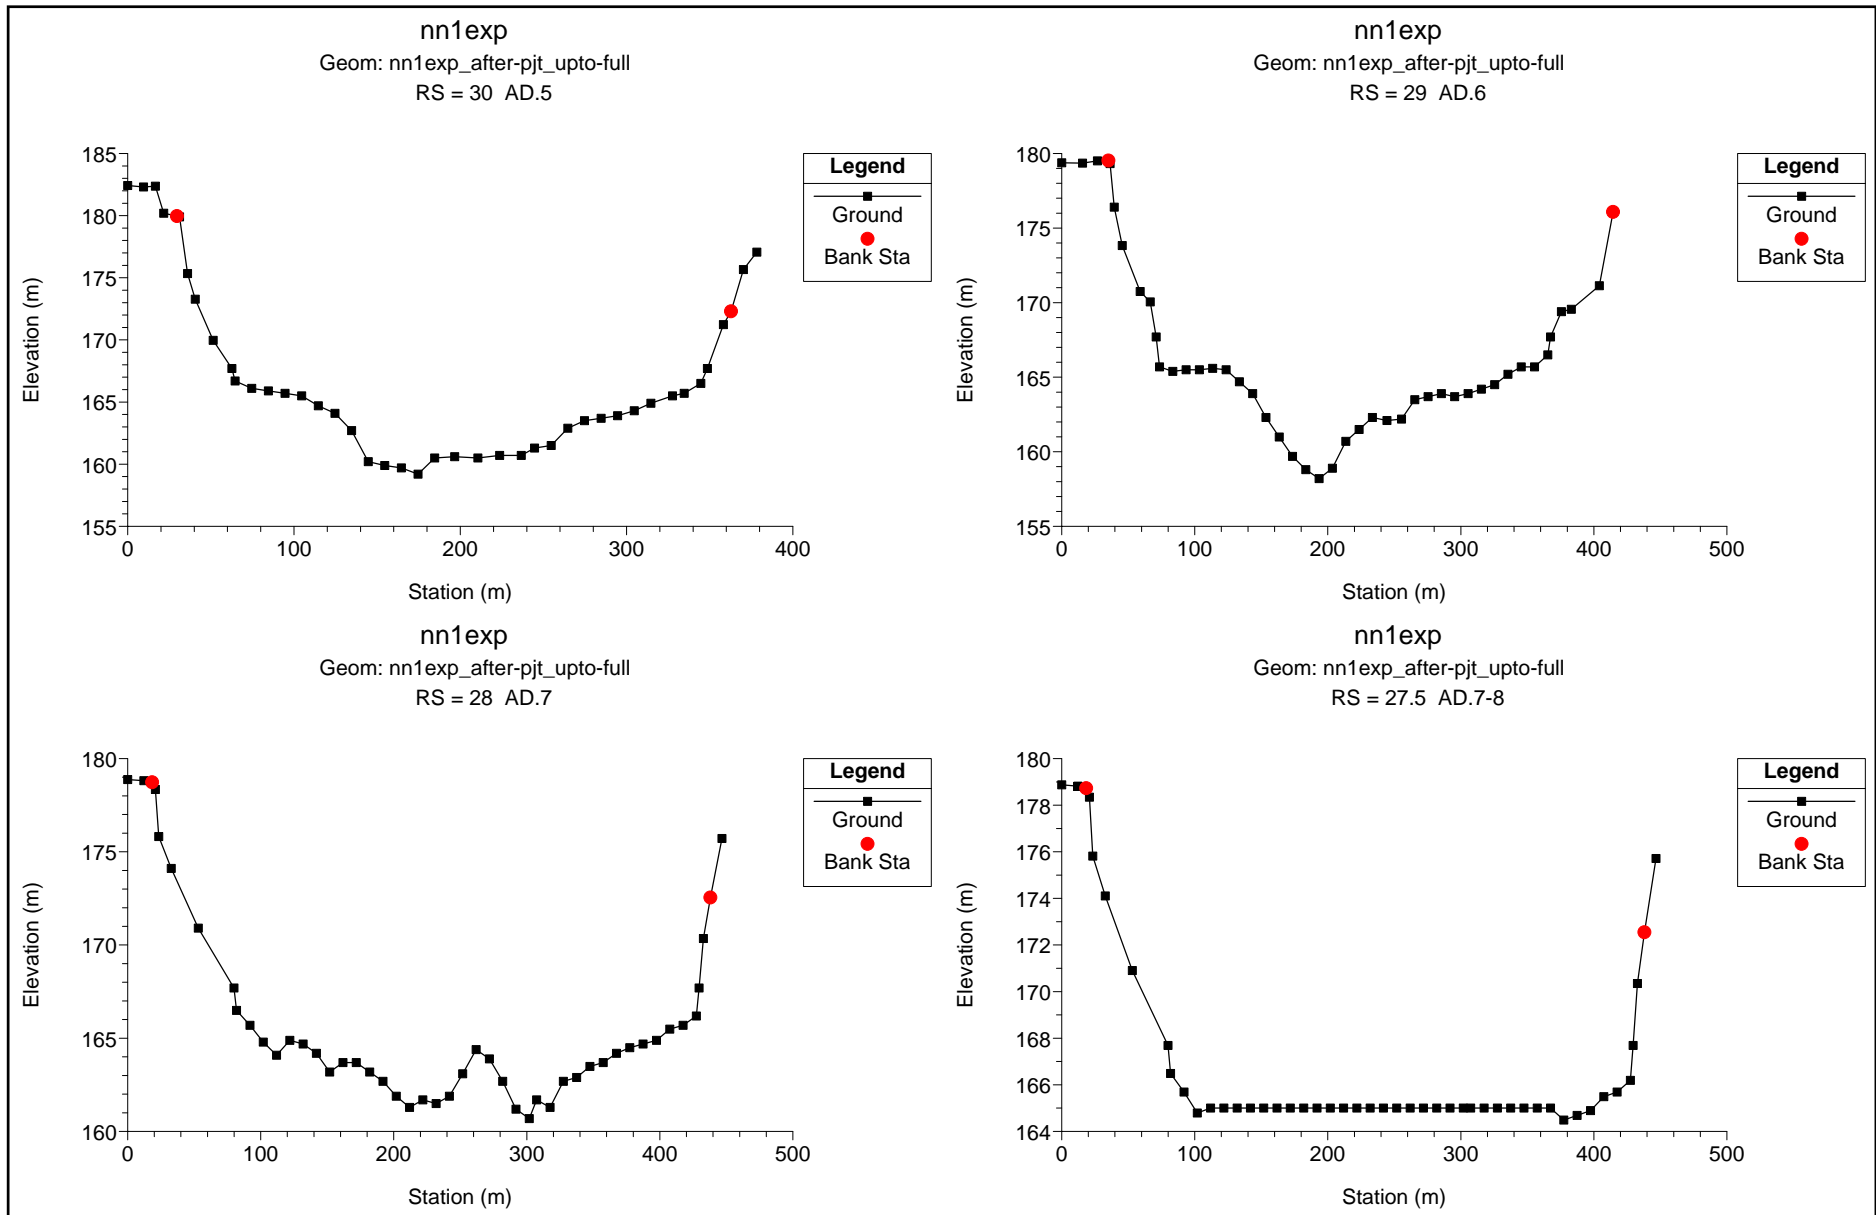 nn1exp
Geom: nn1exp_after-pjt_upto-full
RS = 30 AD.5
185
180
175
170
165
160
155
0 100 200 300 400
Elevation (m)
Station (m)
Legend
Ground
Bank Sta
nn1exp
Geom: nn1exp_after-pjt_upto-full
RS = 29 AD.6
180
175
170
165
160
155
0 100 200 300 400 500
Elevation (m)
Station (m)
Legend
Ground
Bank Sta
nn1exp
Geom: nn1exp_after-pjt_upto-full
RS = 28 AD.7
180
175
170
165
160
0 100 200 300 400 500
Elevation (m)
Station (m)
Legend
Ground
Bank Sta
nn1exp
Geom: nn1exp_after-pjt_upto-full
RS = 27.5 AD.7-8
180
178
176
174
172
170
168
166
164
0 100 200 300 400 500
Elevation (m)
Station (m)
Legend
Ground
Bank Sta